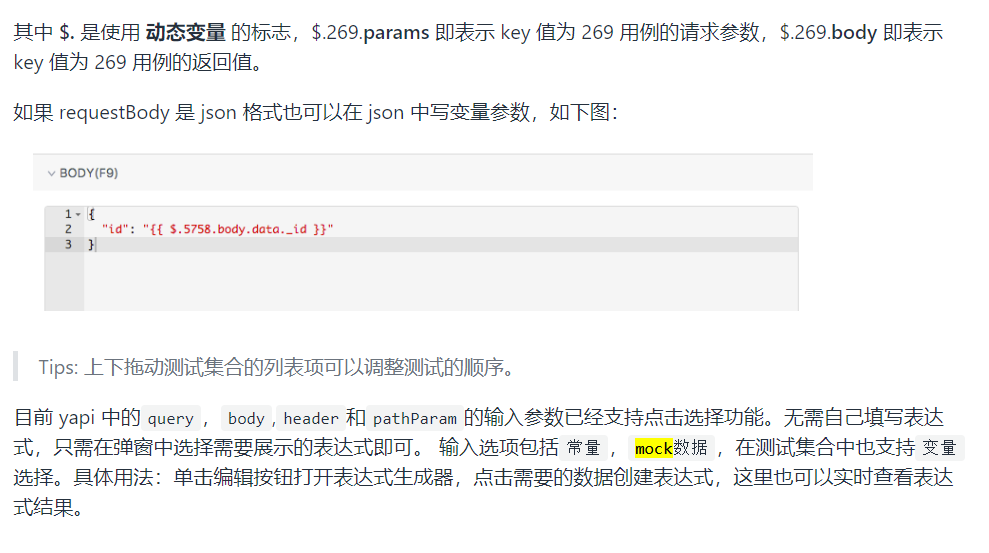 其中 $. 是使用 动态变量 的标志，$.269.params 即表示 key 值为 269 用例的请求参数，$.269.body 即表示
key 值为 269 用例的返回值。
如果 requestBody 是 json 格式也可以在 json 中写变量参数，如下图：
BODY(F9)
1 {
2 "id": "{{ $.5758.body.data._id }}"
3 }
Tips: 上下拖动测试集合的列表项可以调整测试的顺序。
目前 yapi 中的 query ， body , header 和 pathParam 的输入参数已经支持点击选择功能。无需自己填写表达
式，只需在弹窗中选择需要展示的表达式即可。 输入选项包括 常量 ， mock数据 ，在测试集合中也支持 变量
选择。具体用法：单击编辑按钮打开表达式生成器，点击需要的数据创建表达式，这里也可以实时查看表达
式结果。